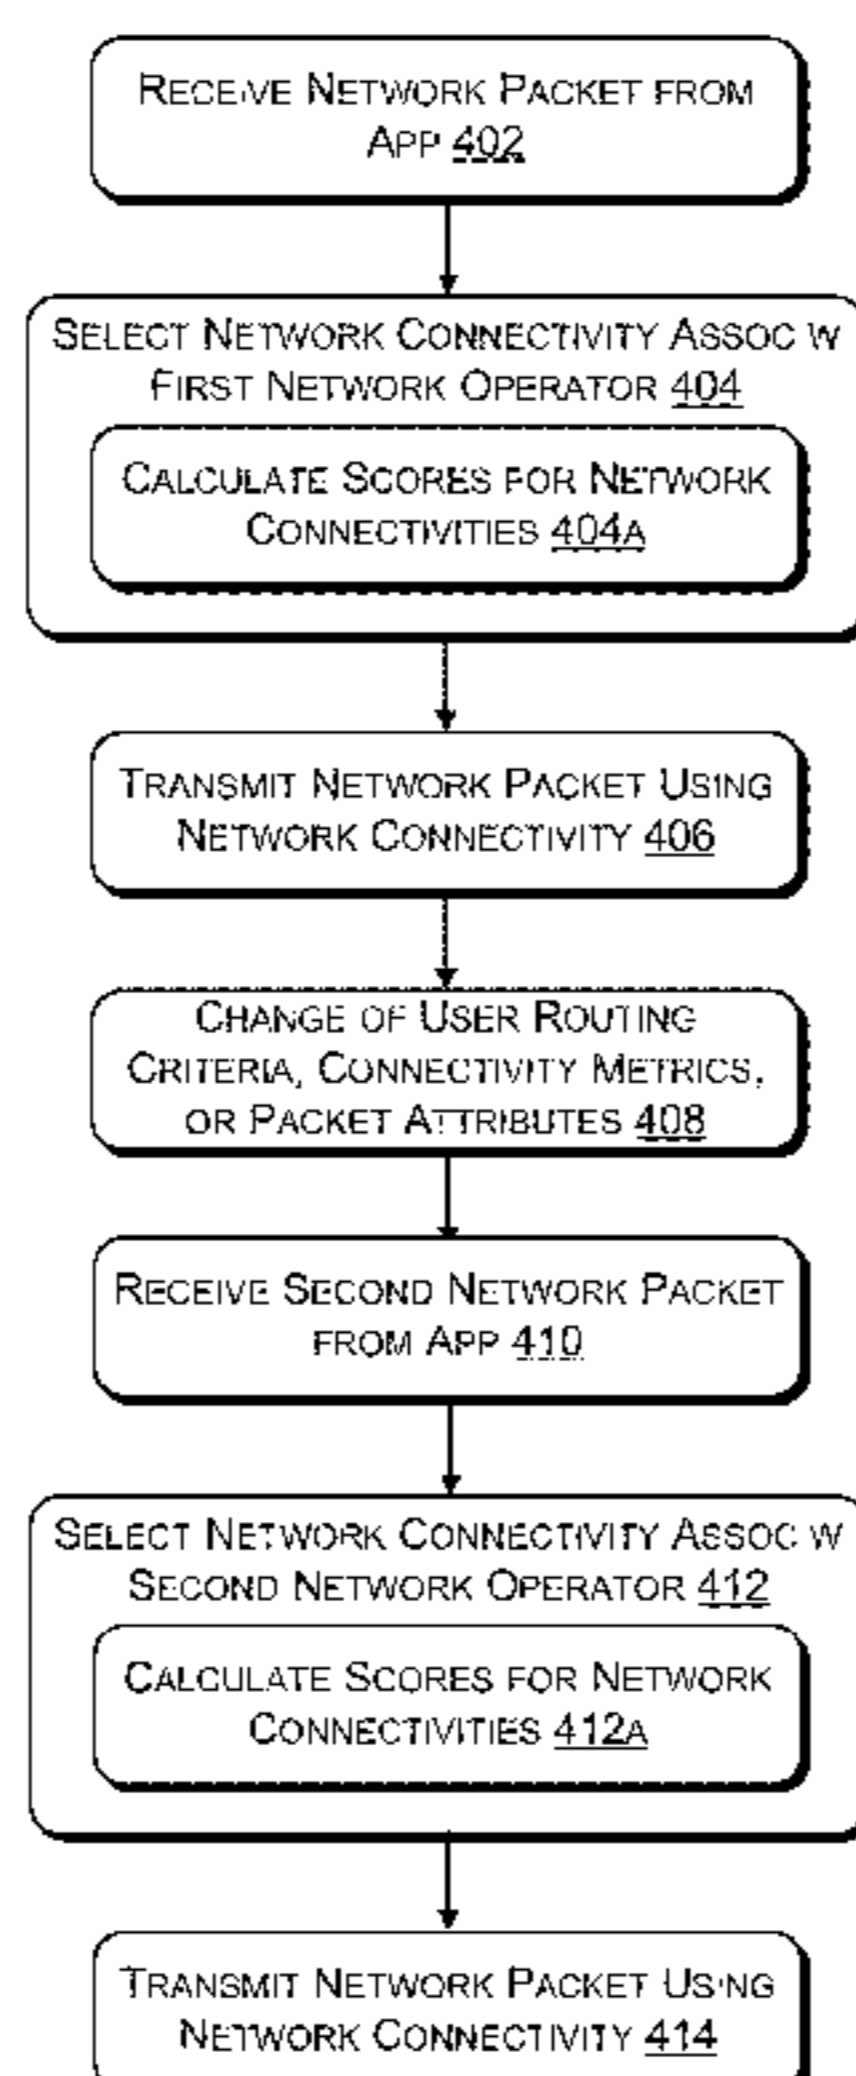 RECEIVE NETWORK PACKET FROM
APP 402
SELECT NETWORK CONNECTIVITY ASSOC W
FIRST NETWORK OPERATOR 404
CALCULATE SCORES FOR NETWORK
CONNECTIVITIES 404A
TRANSMIT NETWORK PACKET USING
NETWORK CONNECTIVITY 406
CHANGE OF USER ROUTING
CRITERIA, CONNECTIVITY METRICS,
OR PACKET ATTRIBUTES 408
RECEIVE SECOND NETWORK PACKET
FROM APP 410
SELECT NETWORK CONNECTIVITY ASSOC W
SECOND NETWORK OPERATOR 412
CALCULATE SCORES FOR NETWORK
CONNECTIVITIES 412A
TRANSMIT NETWORK PACKET USING
NETWORK CONNECTIVITY 414